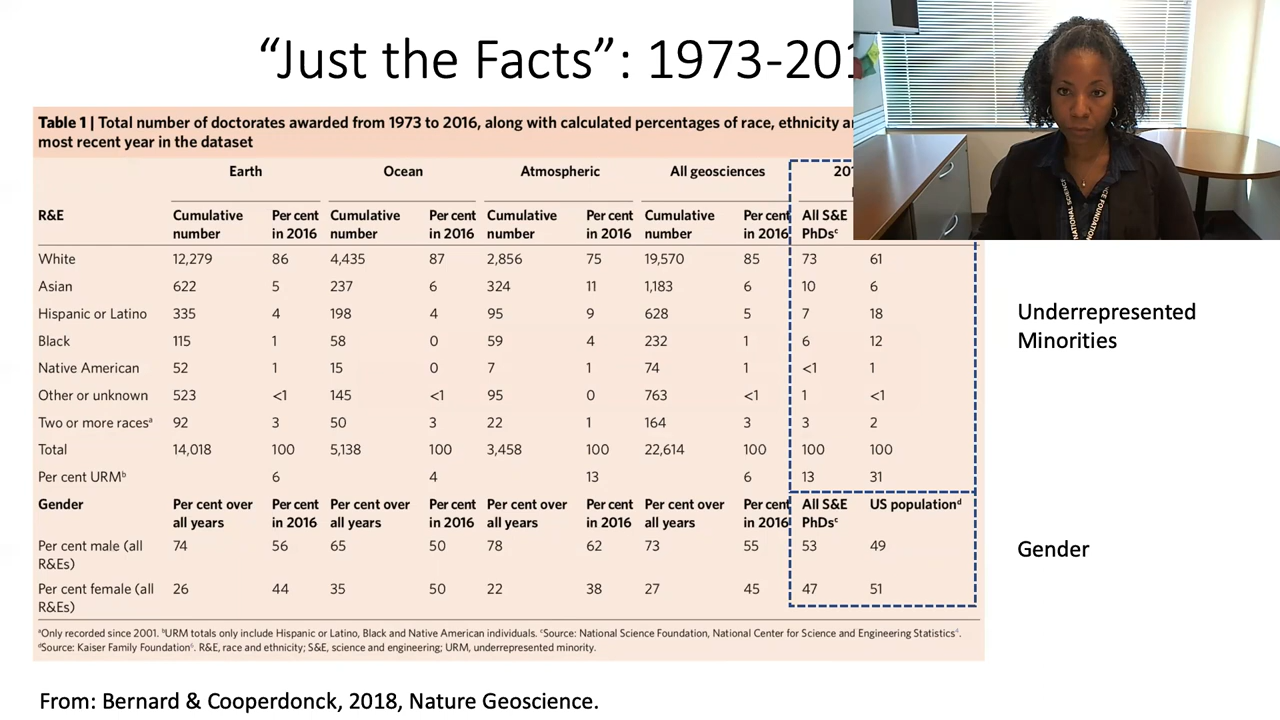 “Just the Facts”: 1973-201
Table 1 | Total number of doctorates awarded from 1973 to 2016, along with calculated percentages of race, ethnicity
most recent year in the dataset
Earth Ocean Atmospheric All geosciences
R&E Cumulative number Per cent in 2016 Cumulative number Per cent in 2016 Cumulative number Per cent in 2016 Cumulative number Per cent in 2016 All S&E PhDsᶜ
White 12,279 86 4,435 87 2,856 75 19,570 85 73 61
Asian 622 5 237 6 324 11 1,183 6 10 6
Hispanic or Latino 335 4 198 4 95 9 628 5 7 18
Black 115 1 58 0 59 4 232 1 6 12
Native American 52 1 15 0 7 1 74 1 <1 1
Other or unknown 523 <1 145 <1 95 0 763 <1 1 <1
Two or more racesᵃ 92 3 50 3 22 1 164 3 3 2
Total 14,018 100 5,138 100 3,458 100 22,614 100 100 100
Per cent URMᵇ 6 4 13 6 13 31
Gender Per cent over all years Per cent in 2016 Per cent over all years Per cent in 2016 Per cent over all years Per cent in 2016 Per cent over all years Per cent in 2016 All S&E PhDsᶜ US populationᵈ
Per cent male (all R&Es) 74 56 65 50 78 62 73 55 53 49
Per cent female (all R&Es) 26 44 35 50 22 38 27 45 47 51
ᵃOnly recorded since 2001. ᵇURM totals only include Hispanic or Latino, Black and Native American individuals. ᶜSource: National Science Foundation, National Center for Science and Engineering Statistics.
ᵈSource: Kaiser Family Foundation. R&E, race and ethnicity; S&E, science and engineering; URM, underrepresented minority.
Underrepresented
Minorities
Gender
From: Bernard & Cooperdonck, 2018, Nature Geoscience.
NATIONAL SCIENCE
FOUNDATION